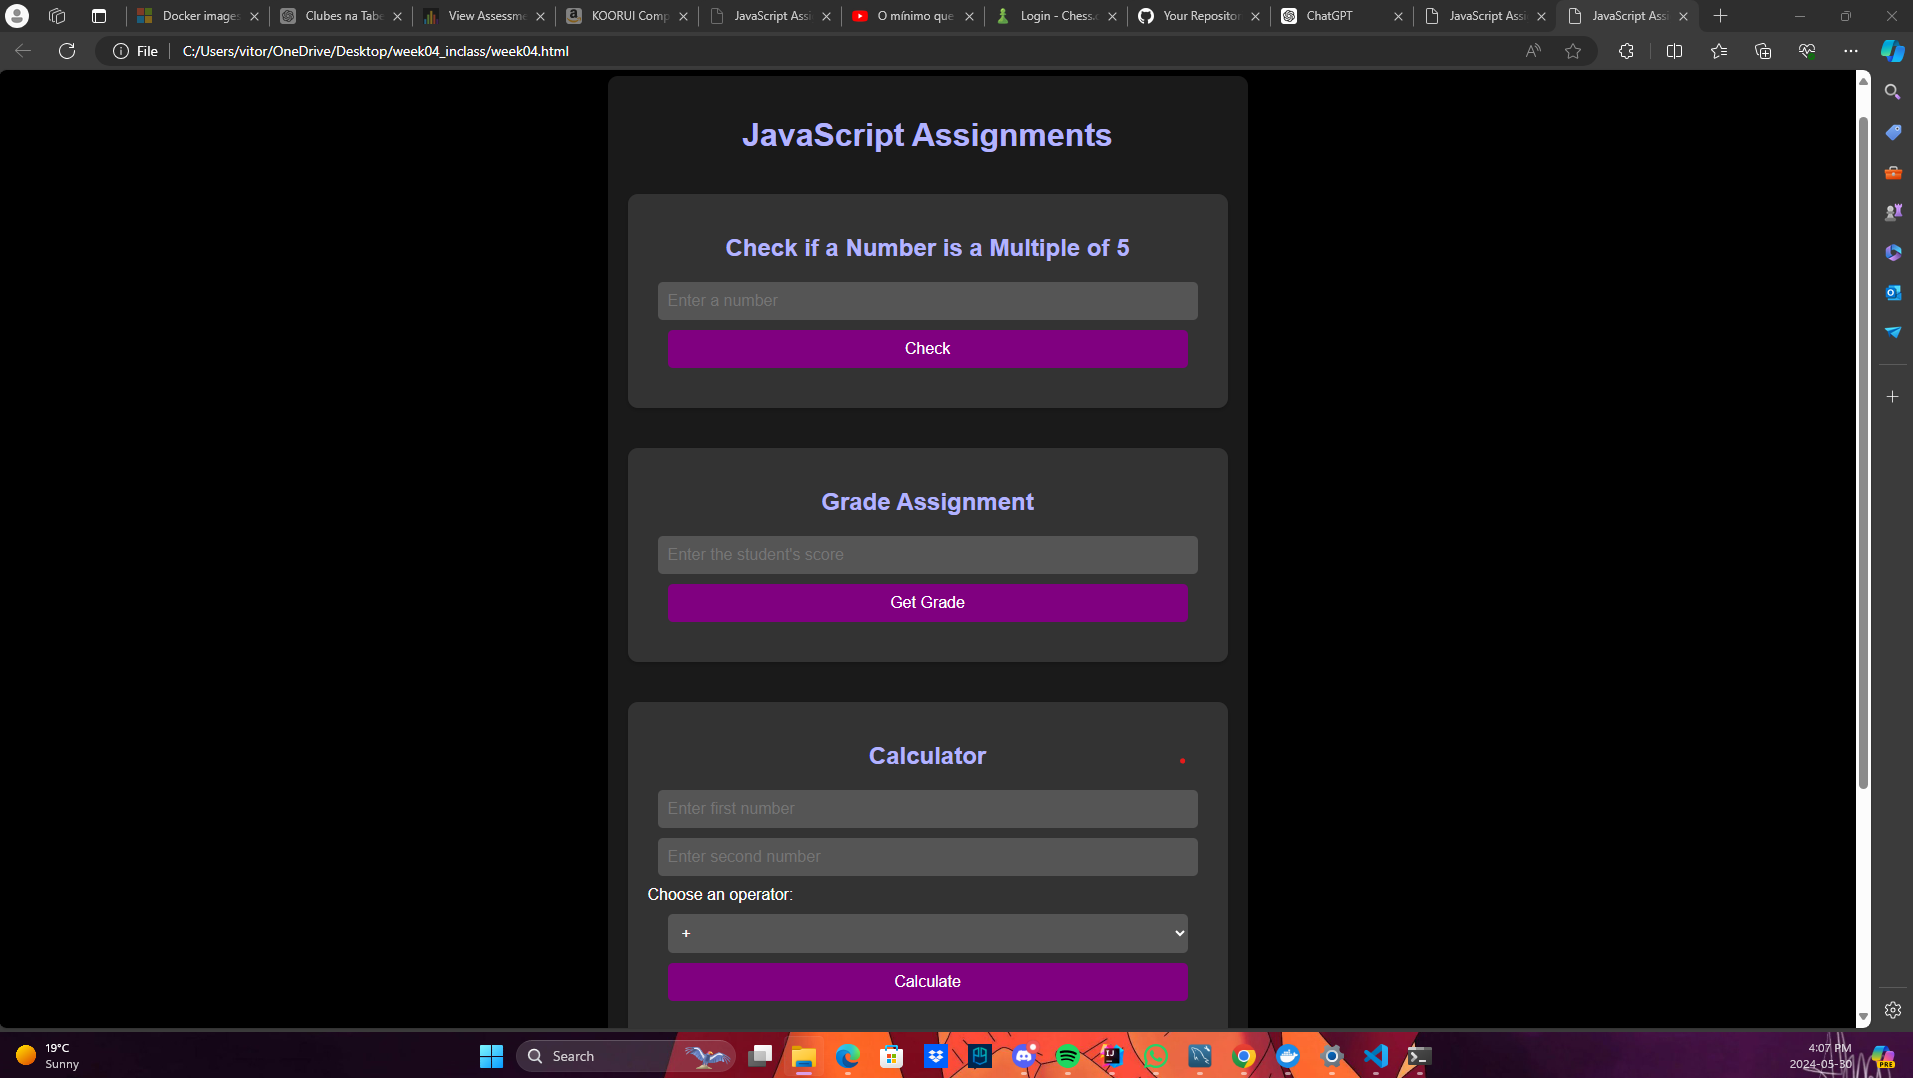 Docker images
Clubes na Tabe
View Assessme
KOORUI Comp
JavaScript Assi
O mínimo que
Login - Chess.c
Your Repositor
ChatGPT
JavaScript Assi
JavaScript Assi
File
C:/Users/vitor/OneDrive/Desktop/week04_inclass/week04.html
JavaScript Assignments
Check if a Number is a Multiple of 5
Enter a number
Check
Grade Assignment
Enter the student's score
Get Grade
Calculator
Enter first number
Enter second number
Choose an operator:
+
Calculate
19°C
Sunny
Search
4:07 PM
2024-05-30
PRE